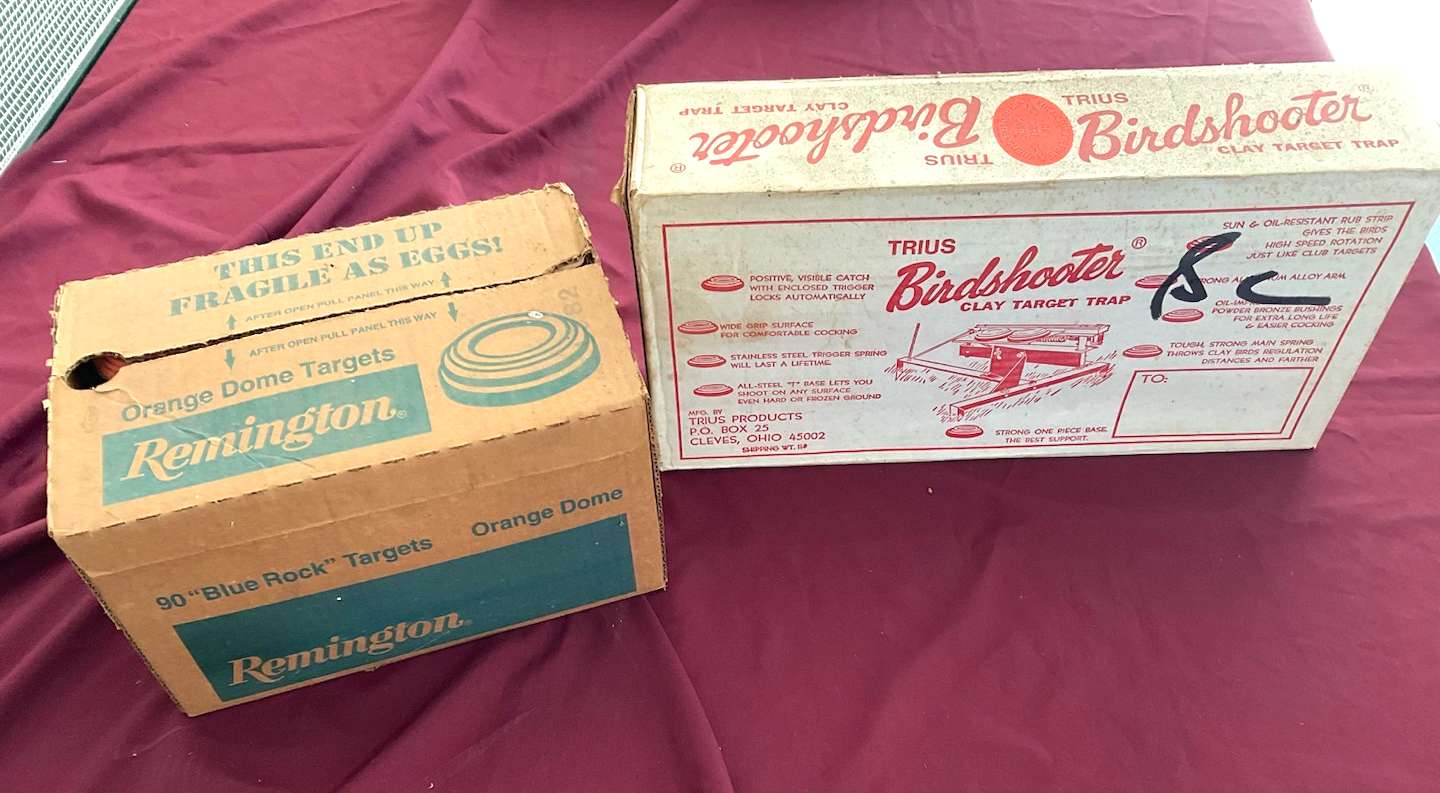 THIS END UP
FRAGILE AS EGGS!
AFTER OPEN PULL PANEL THIS WAY
AFTER OPEN PULL PANEL THIS WAY
82
Orange Dome Targets
Remington®
90 "Blue Rock" Targets Orange Dome
Remington®
TRIUS
Birdshooter®
CLAY TARGET TRAP
TRIUS
Birdshooter®
CLAY TARGET TRAP
TRIUS
Birdshooter®
CLAY TARGET TRAP
POSITIVE, VISIBLE CATCH
WITH ENCLOSED TRIGGER
LOCKS AUTOMATICALLY
WIDE GRIP SURFACE
FOR COMFORTABLE COCKING
STAINLESS STEEL TRIGGER SPRING
WILL LAST A LIFETIME.
ALL-STEEL "T" BASE LETS YOU
SHOOT ON ANY SURFACE
EVEN HARD OR FROZEN GROUND
MFG. BY
TRIUS PRODUCTS
P.O. BOX 25
CLEVES, OHIO 45002
SHIPPING WT. 11#
SUN & OIL-RESISTANT RUB STRIP
GIVES THE BIRDS
HIGH SPEED ROTATION
JUST LIKE CLUB TARGETS
ALLOY ARM
POWDER BRONZE BUSHINGS
FOR EXTRA LONG LIFE
& EASIER COCKING
TOUGH, STRONG MAIN SPRING
THROWS CLAY BIRDS REGULATION
DISTANCES AND FARTHER
TO:
STRONG ONE PIECE BASE.
THE BEST SUPPORT.